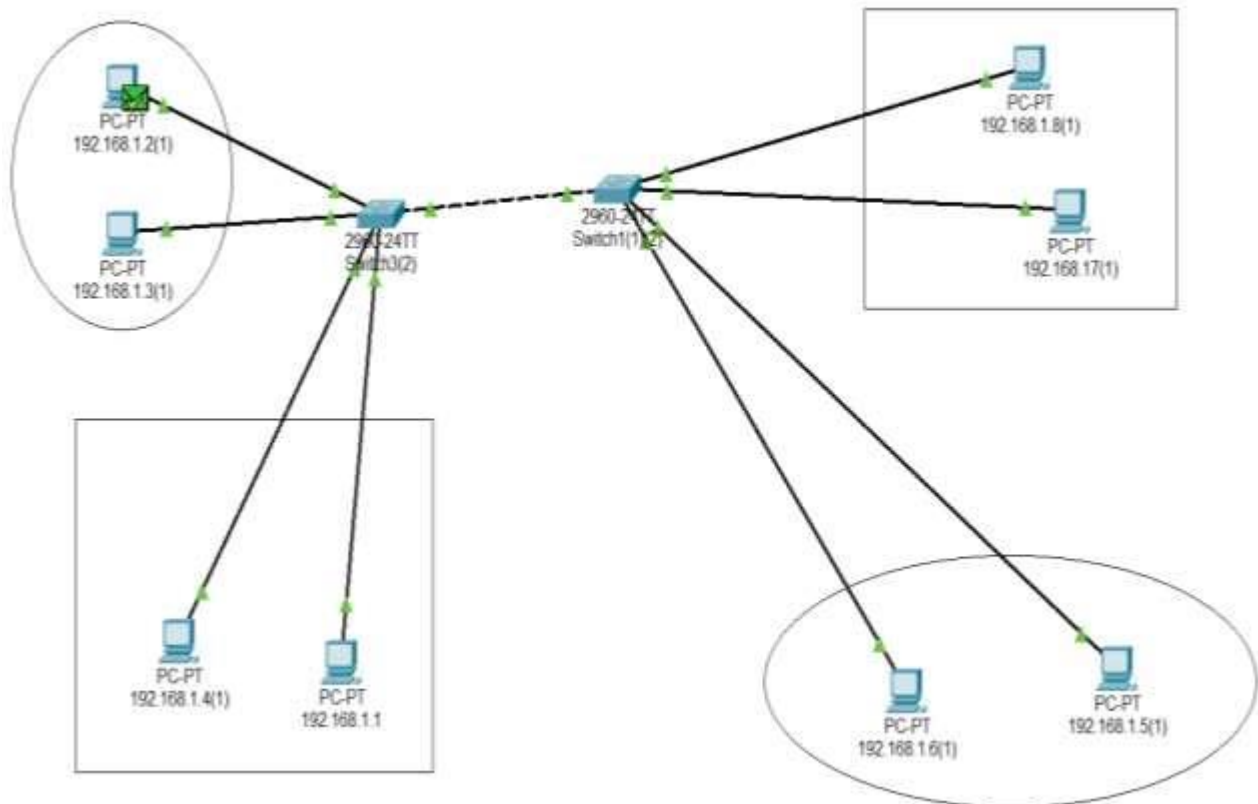 PC-PT
192.168.1.2(1)
PC-PT
192.168.1.3(1)
2960-24TT
Switch3(2)
2960-24TT
Switch1(1)(2)
PC-PT
192.168.1.8(1)
PC-PT
192.168.17(1)
PC-PT
192.168.1.4(1)
PC-PT
192.168.1.1
PC-PT
192.168.1.6(1)
PC-PT
192.168.1.5(1)